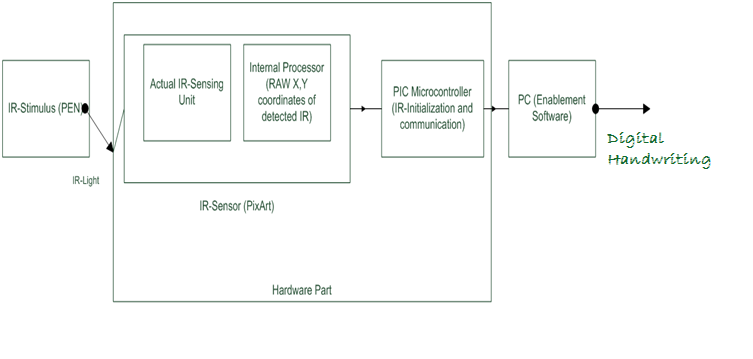 IR-Stimulus (PEN)
IR-Light
Actual IR-Sensing
Unit
Internal Processor
(RAW X,Y
coordinates of
detected IR)
IR-Sensor (PixArt)
PIC Microcontroller
(IR-Initialization and
communication)
PC (Enablement
Software)
Digital
Handwriting
Hardware Part